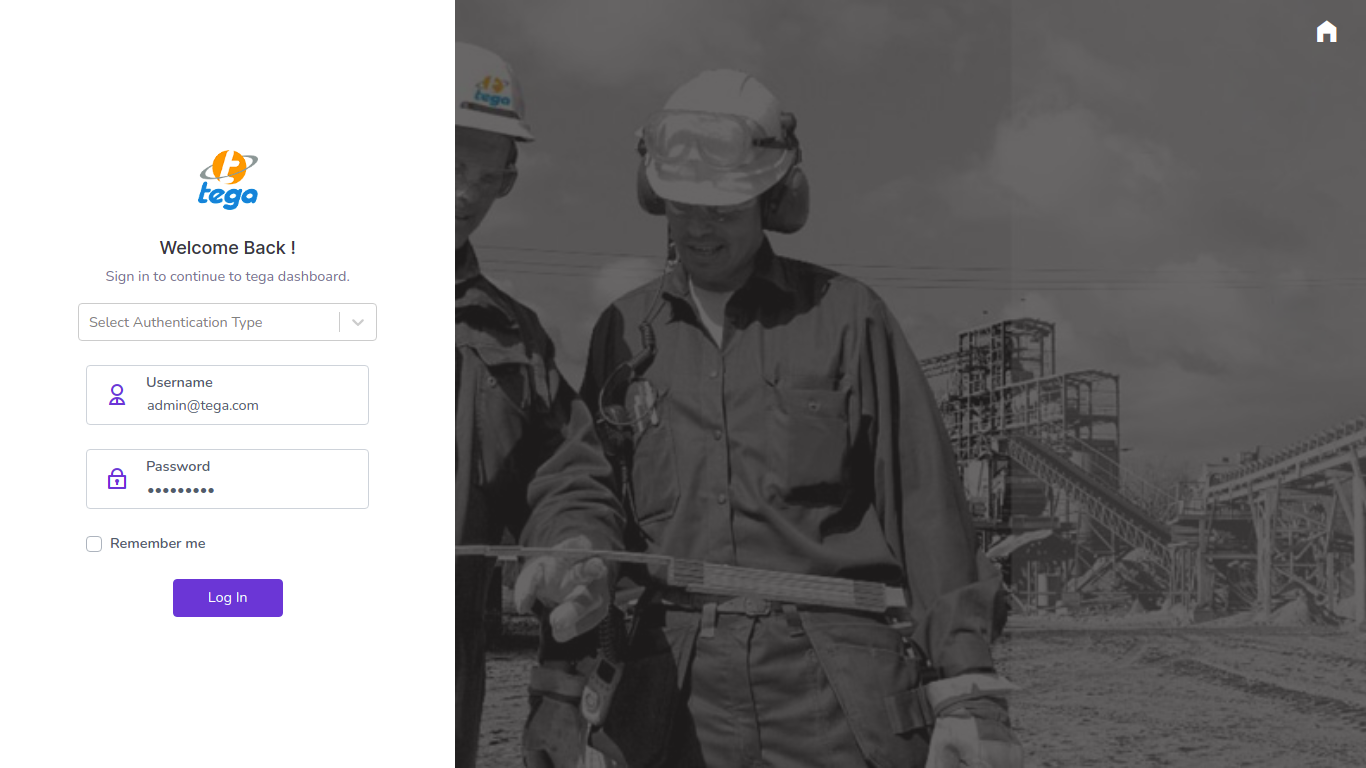 tega
tega
Welcome Back !
Sign in to continue to tega dashboard.
Select Authentication Type
Username
admin@tega.com
Password
•••••••••
Remember me
Log In